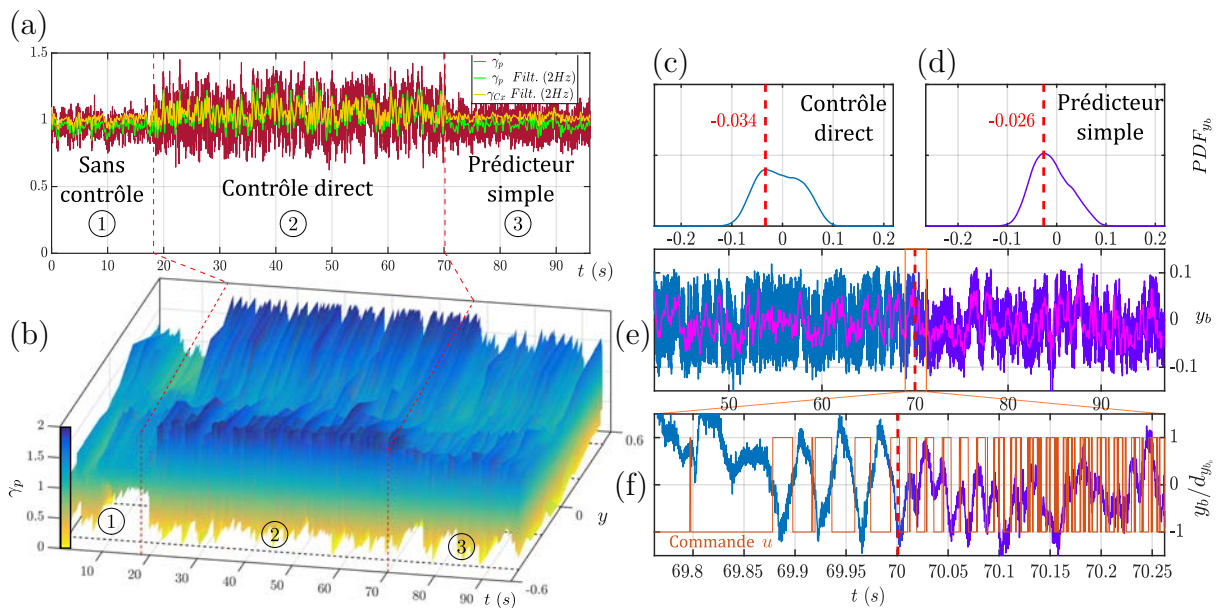 (a)
1.5
1
0.5
0
γp
γp Filt. (2Hz)
γCx Filt. (2Hz)
Sans
contrôle
1
Contrôle direct
2
Prédicteur
simple
3
0 10 20 30 40 50 60 70 80 90 t (s)
(b)
2
1.5
1
0.5
0
γp
1
2
3
10 20 30 40 50 60 70 80 90 t (s)
0.6
0
-0.6
y
(c)
-0.034
Contrôle
direct
-0.2 -0.1 0 0.1 0.2
(d)
-0.026
Prédicteur
simple
-0.2 -0.1 0 0.1 0.2
PDFyb
(e)
0.1
0
-0.1
yb
50 60 70 80 90
(f)
1
0
-1
Commande u
69.8 69.85 69.9 69.95 70 70.05 70.1 70.15 70.2 70.25
t (s)